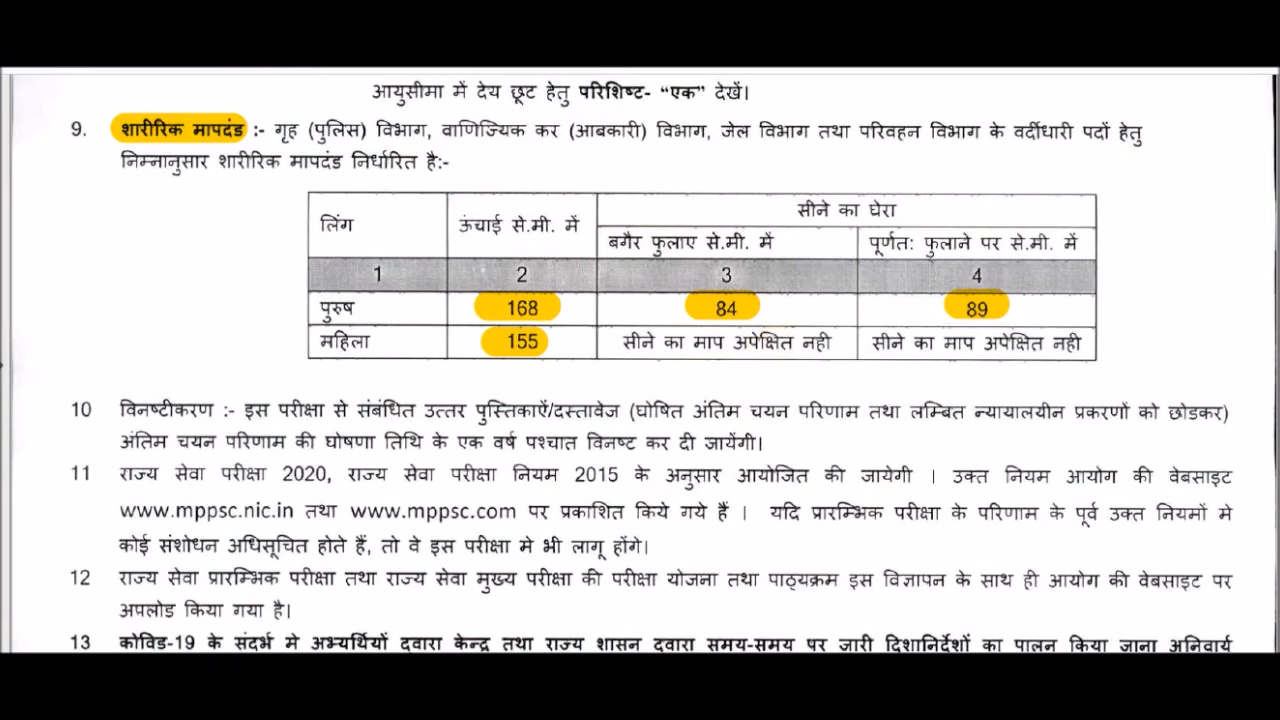 आयुसीमा में देय छूट हेतु परिशिष्ट- “एक” देखें।
9. शारीरिक मापदंड :- गृह (पुलिस) विभाग, वाणिज्यिक कर (आबकारी) विभाग, जेल विभाग तथा परिवहन विभाग के वर्दीधारी पदों हेतु
निम्नानुसार शारीरिक मापदंड निर्धारित है:-
लिंग ऊंचाई से.मी. में सीने का घेरा
बगैर फुलाए से.मी. में पूर्णत: फुलाने पर से.मी. में
1 2 3 4
पुरुष 168 84 89
महिला 155 सीने का माप अपेक्षित नही सीने का माप अपेक्षित नही
10 विनष्टीकरण :- इस परीक्षा से संबंधित उत्तर पुस्तिकाऐं/दस्तावेज (घोषित अंतिम चयन परिणाम तथा लम्बित न्यायालयीन प्रकरणों को छोडकर)
अंतिम चयन परिणाम की घोषणा तिथि के एक वर्ष पश्चात विनष्ट कर दी जायेंगी।
11 राज्य सेवा परीक्षा 2020, राज्य सेवा परीक्षा नियम 2015 के अनुसार आयोजित की जायेगी । उक्त नियम आयोग की वेबसाइट
www.mppsc.nic.in तथा www.mppsc.com पर प्रकाशित किये गये हैं । यदि प्रारम्भिक परीक्षा के परिणाम के पूर्व उक्त नियमों मे
कोई संशोधन अधिसूचित होते हैं, तो वे इस परीक्षा मे भी लागू होंगे।
12 राज्य सेवा प्रारम्भिक परीक्षा तथा राज्य सेवा मुख्य परीक्षा की परीक्षा योजना तथा पाठ्यक्रम इस विज्ञापन के साथ ही आयोग की वेबसाइट पर
अपलोड किया गया है।
13 कोविड-19 के संदर्भ मे अभ्यर्थियों दवारा केन्द्र तथा राज्य शासन दवारा समय-समय पर जारी दिशानिर्देशों का पालन किया जाना अनिवार्य